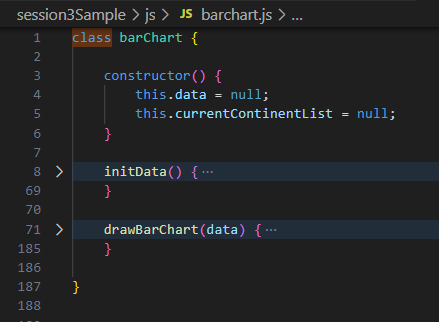 session3Sample > js > JS barchart.js > ...
1 class barChart {
2
3 constructor() {
4 this.data = null;
5 this.currentContinentList = null;
6 }
7
8 > initData() { ...
69 }
70
71 > drawBarChart(data) { ...
185 }
186
187 }
188